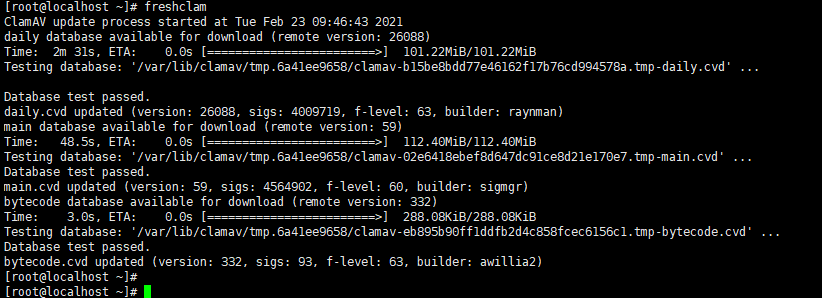 [root@localhost ~]# freshclam
ClamAV update process started at Tue Feb 23 09:46:43 2021
daily database available for download (remote version: 26088)
Time:  2m 31s, ETA:    0.0s [========================>]  101.22MiB/101.22MiB
Testing database: '/var/lib/clamav/tmp.6a41ee9658/clamav-b15be8bdd77e46162f17b76cd994578a.tmp-daily.cvd' ...
Database test passed.
daily.cvd updated (version: 26088, sigs: 4009719, f-level: 63, builder: raynman)
main database available for download (remote version: 59)
Time:   48.5s, ETA:    0.0s [========================>]  112.40MiB/112.40MiB
Testing database: '/var/lib/clamav/tmp.6a41ee9658/clamav-02e6418ebef8d647dc91ce8d21e170e7.tmp-main.cvd' ...
Database test passed.
main.cvd updated (version: 59, sigs: 4564902, f-level: 60, builder: sigmgr)
bytecode database available for download (remote version: 332)
Time:    3.0s, ETA:    0.0s [========================>]  288.08KiB/288.08KiB
Testing database: '/var/lib/clamav/tmp.6a41ee9658/clamav-eb895b90ff1ddfb2d4c858fcec6156c1.tmp-bytecode.cvd' ...
Database test passed.
bytecode.cvd updated (version: 332, sigs: 93, f-level: 63, builder: awillia2)
[root@localhost ~]#
[root@localhost ~]#